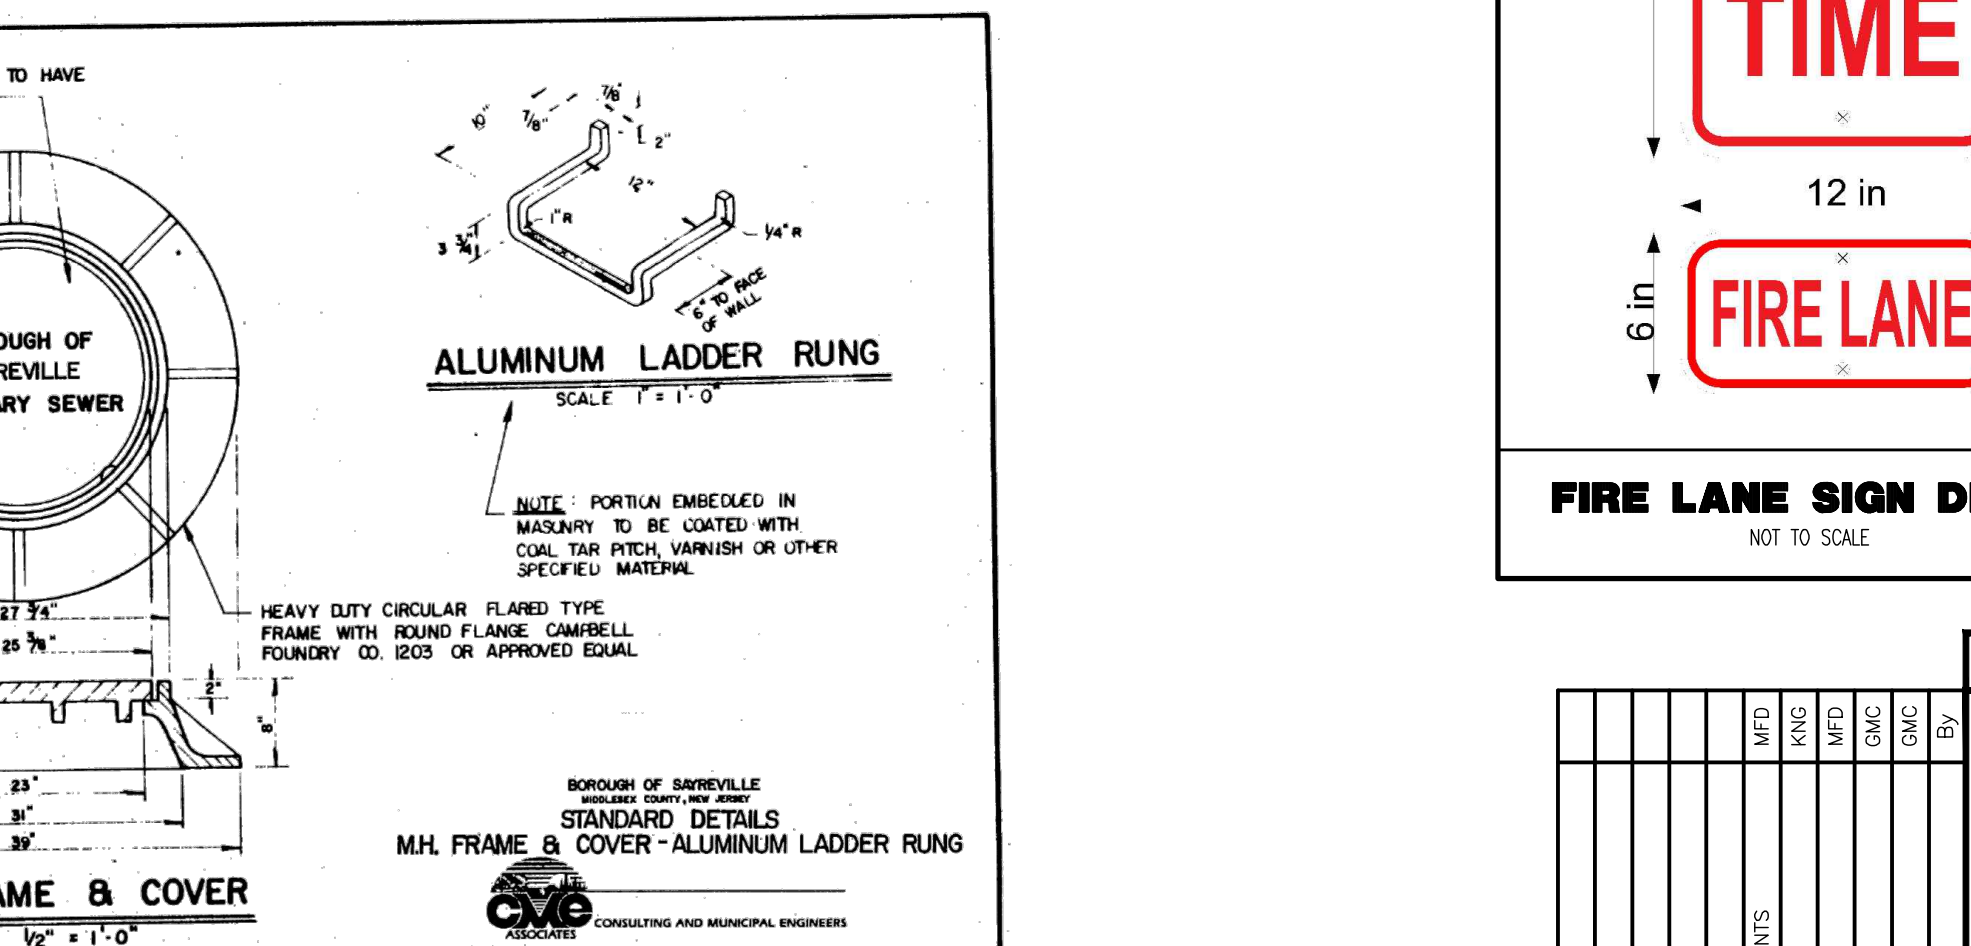 TO HAVE
OUGH OF
REVILLE
ARY SEWER
27 3/4"
25 3/8"
2"
8"
23"
31"
39"
AME & COVER
1/2" = 1'-0"
HEAVY DUTY CIRCULAR FLARED TYPE
FRAME WITH ROUND FLANGE CAMPBELL
FOUNDRY CO. 1203 OR APPROVED EQUAL
10"
7/8"
7/8"
2"
12"
1"R
3 3/4"
1/4" R
6" TO FACE
OF WALL
ALUMINUM LADDER RUNG
SCALE 1" = 1'-0"
NOTE: PORTION EMBEDDED IN
MASONRY TO BE COATED WITH
COAL TAR PITCH, VARNISH OR OTHER
SPECIFIED MATERIAL
BOROUGH OF SAYREVILLE
MIDDLESEX COUNTY, NEW JERSEY
STANDARD DETAILS
M.H. FRAME & COVER - ALUMINUM LADDER RUNG
CME
ASSOCIATES
CONSULTING AND MUNICIPAL ENGINEERS
TIME
12 in
6 in
FIRE LANE
FIRE LANE SIGN D
NOT TO SCALE
MFD
KNG
MFD
GMC
GMC
By
NTS